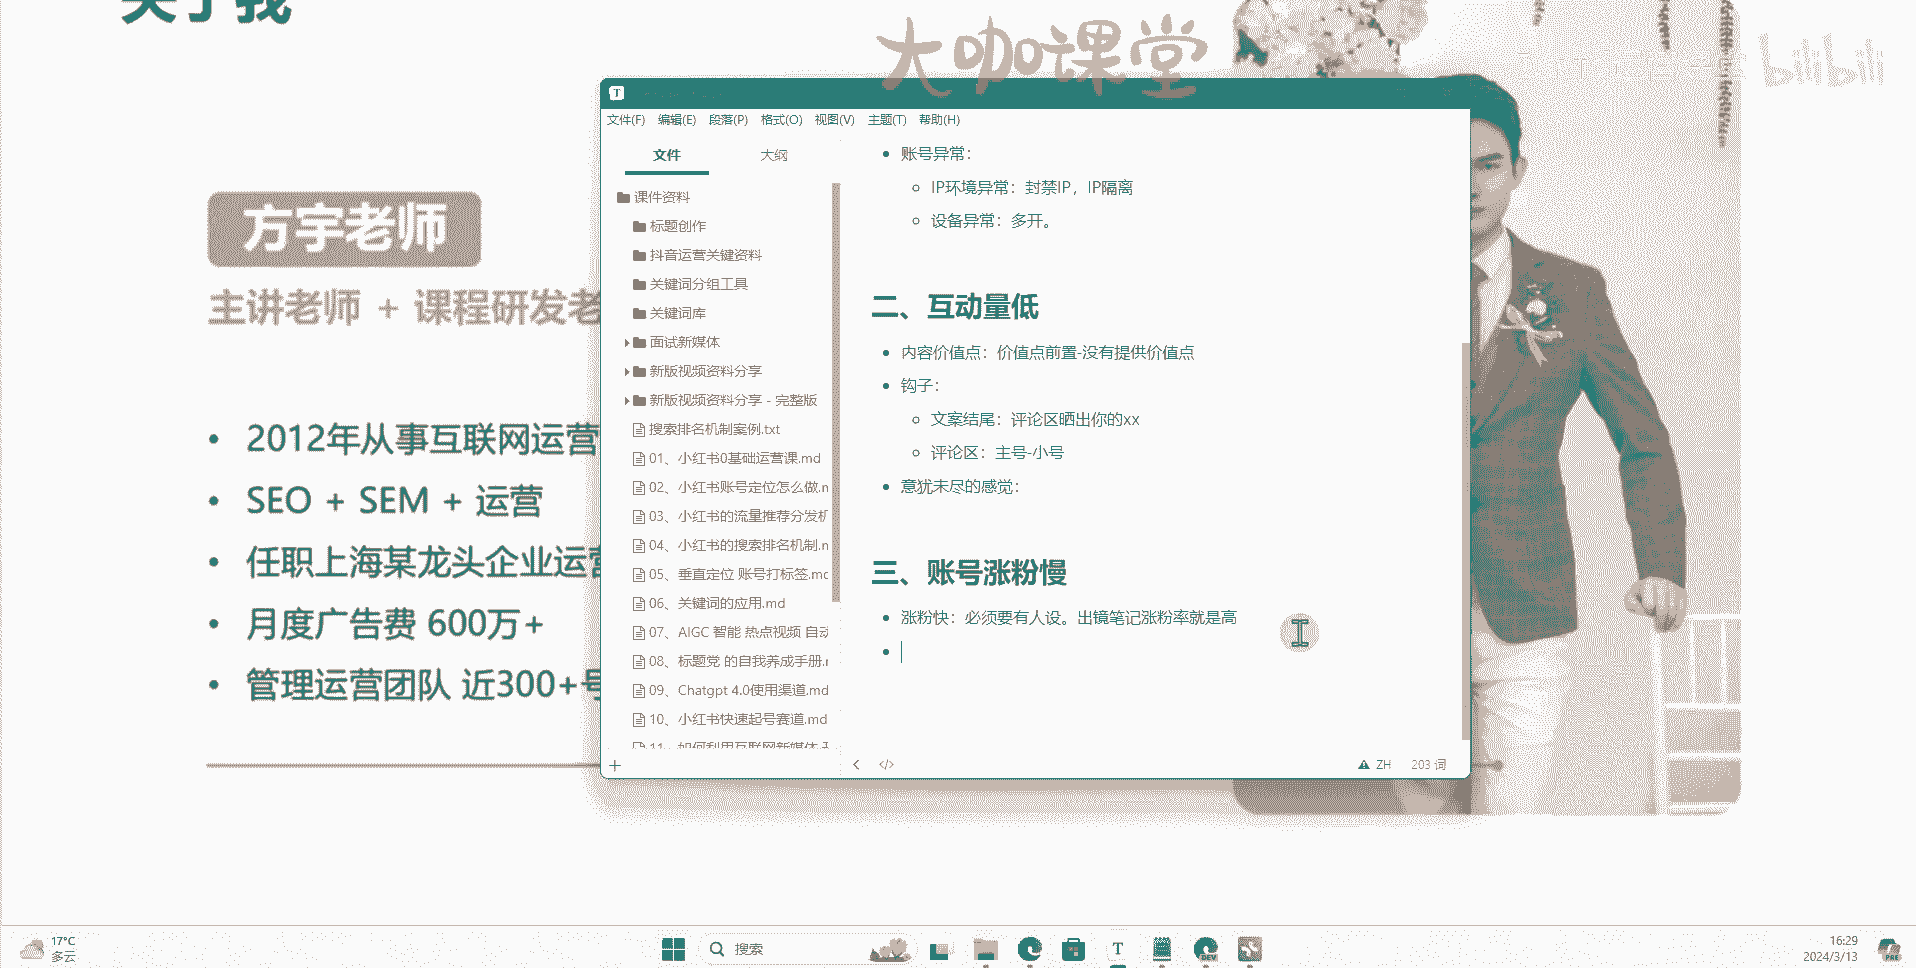 关于我
大咖课堂
bilibili
方宇老师
主讲老师 + 课程研发老
2012年从事互联网运营
SEO + SEM + 运营
任职上海某龙头企业运营
月度广告费 600万+
管理运营团队 近300+号
T
文件(F) 编辑(E) 段落(P) 格式(O) 视图(V) 主题(T) 帮助(H)
文件 大纲
课件资料
标题创作
抖音运营关键资料
关键词分组工具
关键词库
面试新媒体
新版视频资料分享
新版视频资料分享 - 完整版
搜索排名机制案例.txt
01、小红书0基础运营课.md
02、小红书账号定位怎么做.m
03、小红书的流量推荐分发机
04、小红书的搜索排名机制.m
05、垂直定位 账号打标签.md
06、关键词的应用.md
07、AIGC 智能 热点视频 自动
08、标题党 的自我养成手册.m
09、Chatgpt 4.0使用渠道.md
10、小红书快速起号赛道.md
11、如何利用互联网新媒体
账号异常：
IP环境异常：封禁IP，IP隔离
设备异常：多开。
二、互动量低
内容价值点：价值点前置-没有提供价值点
钩子：
文案结尾：评论区晒出你的xx
评论区：主号-小号
意犹未尽的感觉：
三、账号涨粉慢
涨粉快：必须要有人设。出镜笔记涨粉率就是高
ZH 203 词
17°C
多云
搜索
T
DEV
16:29
2024/3/13
PRE